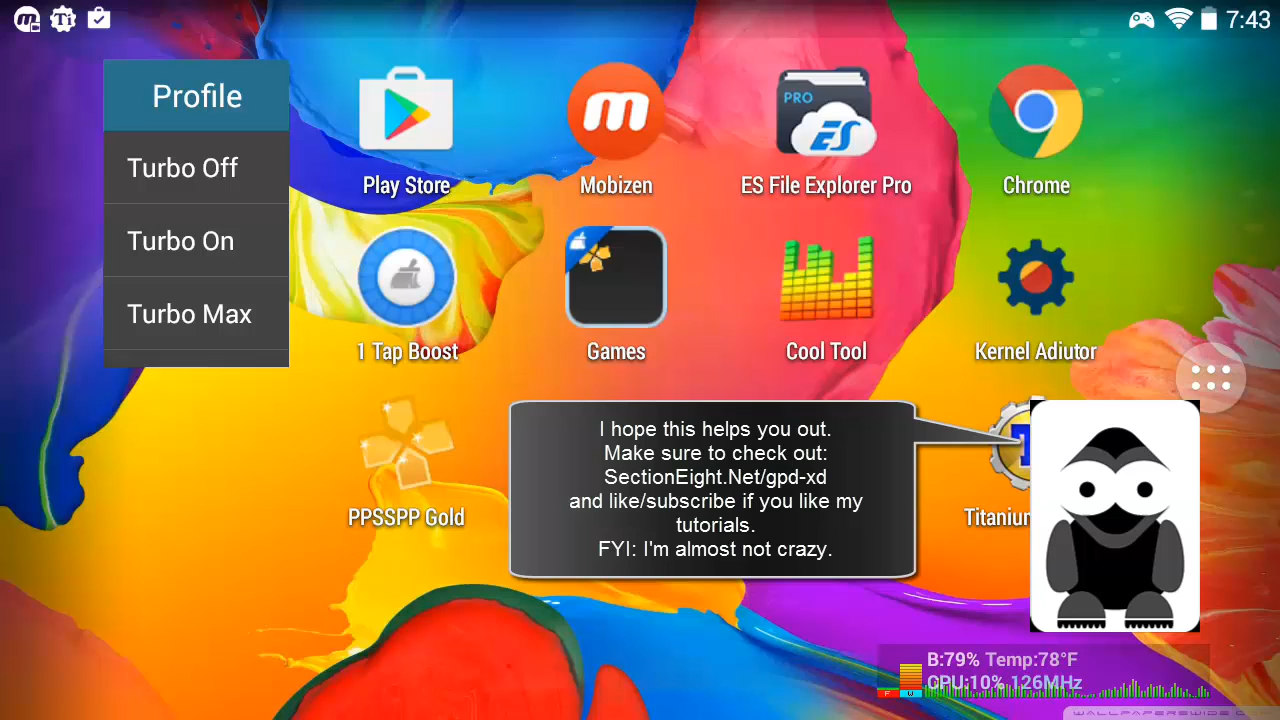 7:43
Profile
Turbo Off
Turbo On
Turbo Max
Play Store
Mobizen
PRO
ES
ES File Explorer Pro
Chrome
1 Tap Boost
Games
Cool Tool
Kernel Adiutor
PPSSPP Gold
I hope this helps you out.
Make sure to check out:
SectionEight.Net/gpd-xd
and like/subscribe if you like my
tutorials.
FYI: I'm almost not crazy.
B:79% Temp:78°F
CPU:10% 126MHz